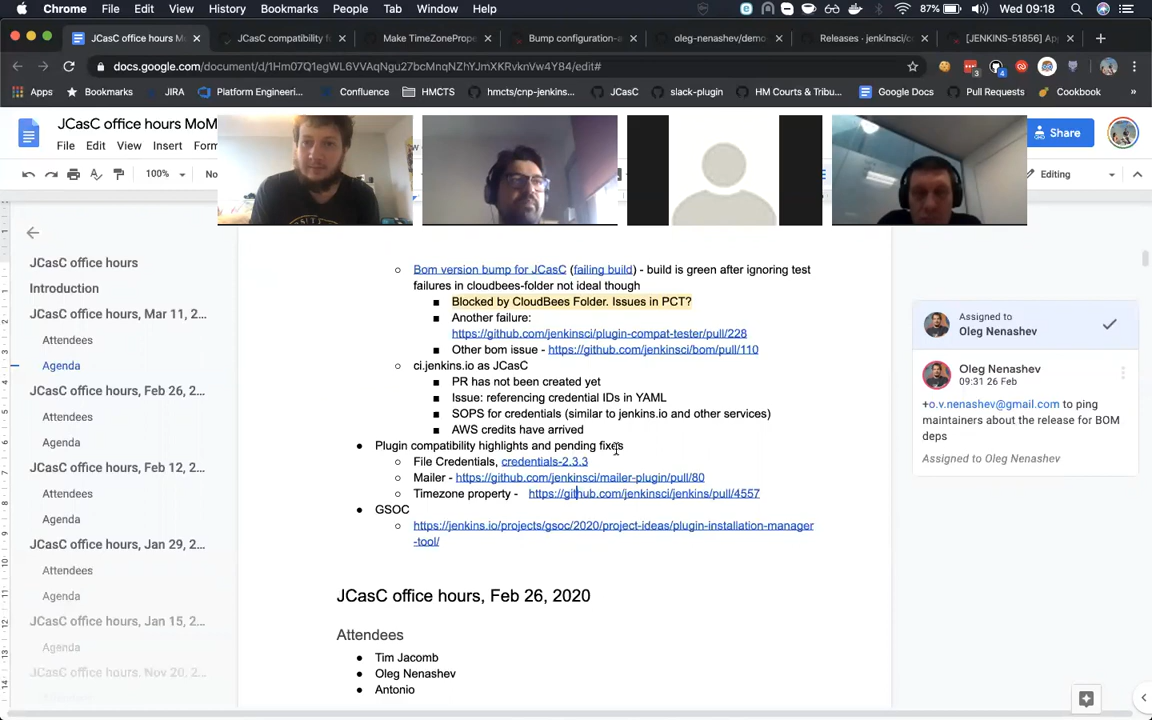 Chrome File Edit View History Bookmarks People Tab Window Help 87% Wed 09:18
JCasC office hours Mo
JCasC compatibility f
Make TimeZoneProp
Bump configuration-a
oleg-nenashev/demo
Releases · jenkinsci/c
[JENKINS-51856] Ap
docs.google.com/document/d/1Hm07Q1egWL6VVAqNgu27bcMnqNZhYJmXKRvknVw4Y84/edit#
Apps Bookmarks JIRA Platform Engineeri... Confluence HMCTS hmcts/cnp-jenkins... JCasC slack-plugin HM Courts & Tribu... Google Docs Pull Requests Cookbook »
JCasC office hours MoM
File Edit View Insert Form
Share
100% No
Editing
JCasC office hours
Introduction
JCasC office hours, Mar 11, 2...
Attendees
Agenda
JCasC office hours, Feb 26, 2...
Attendees
Agenda
JCasC office hours, Feb 12, 2...
Attendees
Agenda
JCasC office hours, Jan 29, 2...
Attendees
Agenda
JCasC office hours, Jan 15, 2...
Agenda
JCasC office hours, Nov 20, 2...
Bom version bump for JCasC (failing build) - build is green after ignoring test
failures in cloudbees-folder not ideal though
Blocked by CloudBees Folder. Issues in PCT?
Another failure:
https://github.com/jenkinsci/plugin-compat-tester/pull/228
Other bom issue - https://github.com/jenkinsci/bom/pull/110
ci.jenkins.io as JCasC
PR has not been created yet
Issue: referencing credential IDs in YAML
SOPS for credentials (similar to jenkins.io and other services)
AWS credits have arrived
Plugin compatibility highlights and pending fixes
File Credentials, credentials-2.3.3
Mailer - https://github.com/jenkinsci/mailer-plugin/pull/80
Timezone property - https://github.com/jenkinsci/jenkins/pull/4557
GSOC
https://jenkins.io/projects/gsoc/2020/project-ideas/plugin-installation-manager
-tool/
JCasC office hours, Feb 26, 2020
Attendees
Tim Jacomb
Oleg Nenashev
Antonio
Assigned to
Oleg Nenashev
Oleg Nenashev
09:31 26 Feb
+o.v.nenashev@gmail.com to ping
maintainers about the release for BOM
deps
Assigned to Oleg Nenashev